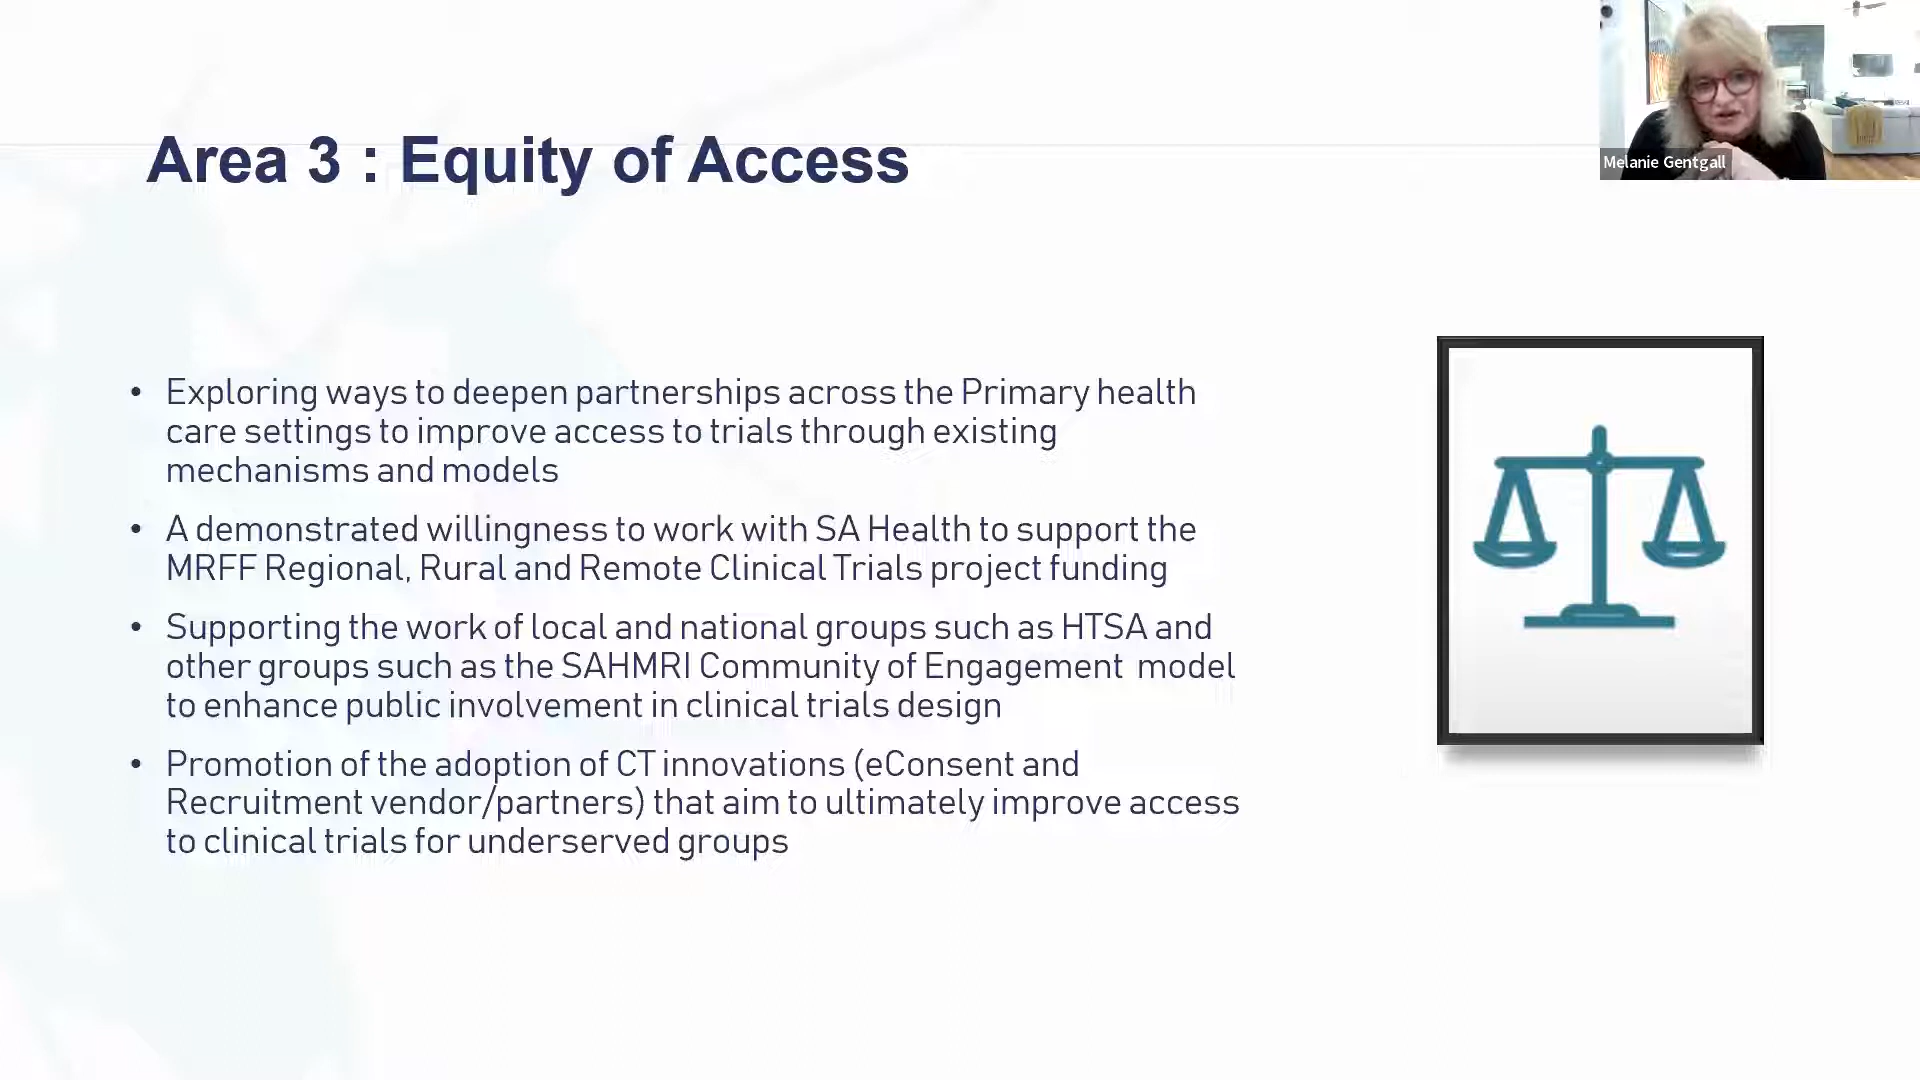 Area 3 : Equity of Access
Melanie Gentgall
• Exploring ways to deepen partnerships across the Primary health
care settings to improve access to trials through existing
mechanisms and models
• A demonstrated willingness to work with SA Health to support the
MRFF Regional, Rural and Remote Clinical Trials project funding
• Supporting the work of local and national groups such as HTSA and
other groups such as the SAHMRI Community of Engagement model
to enhance public involvement in clinical trials design
• Promotion of the adoption of CT innovations (eConsent and
Recruitment vendor/partners) that aim to ultimately improve access
to clinical trials for underserved groups